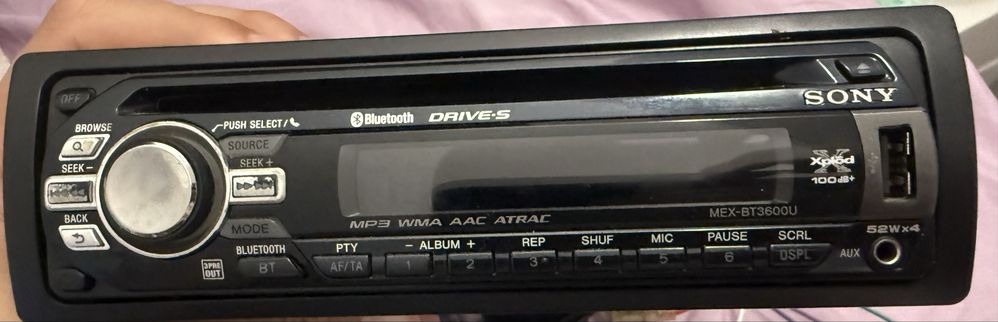 OFF
SONY
Bluetooth DRIVE·S
BROWSE
PUSH SELECT/
SOURCE
SEEK -
SEEK +
Xplod
100dB+
BACK
MODE
MP3 WMA AAC ATRAC
MEX-BT3600U
52W×4
BLUETOOTH
PTY
- ALBUM +
REP
SHUF
MIC
PAUSE
SCRL
3PRE
OUT
BT
AF/TA
1
2
3
4
5
6
DSPL
AUX